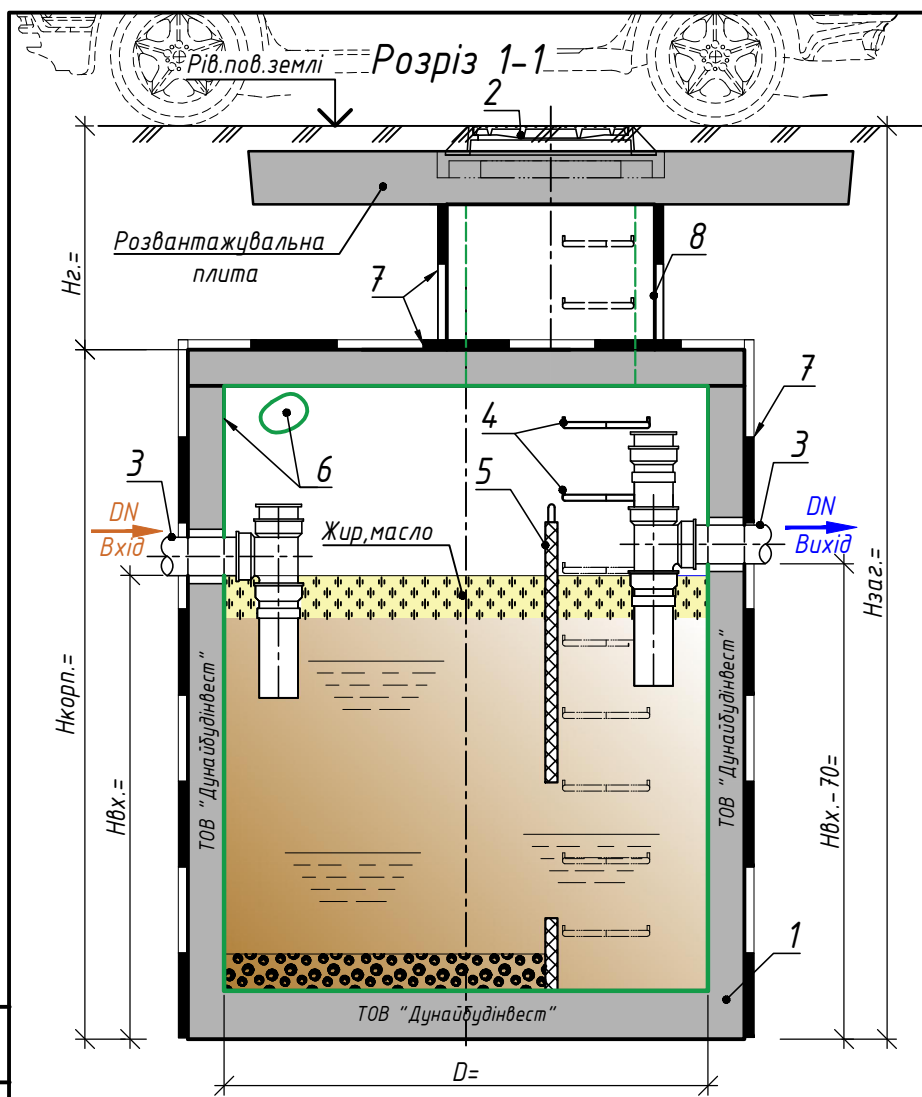 Розріз 1-1
Рів.пов.землі
2
Розвантажувальна
плита
7
8
Нг.=
7
3
6
4
5
3
DN
Вхід
Жир,масло
DN
Вихід
Нзаг.=
Нкорп.=
Нвх.=
ТОВ "Дунайбудінвест"
ТОВ "Дунайбудінвест"
Нвх.-70=
1
ТОВ "Дунайбудінвест"
D=